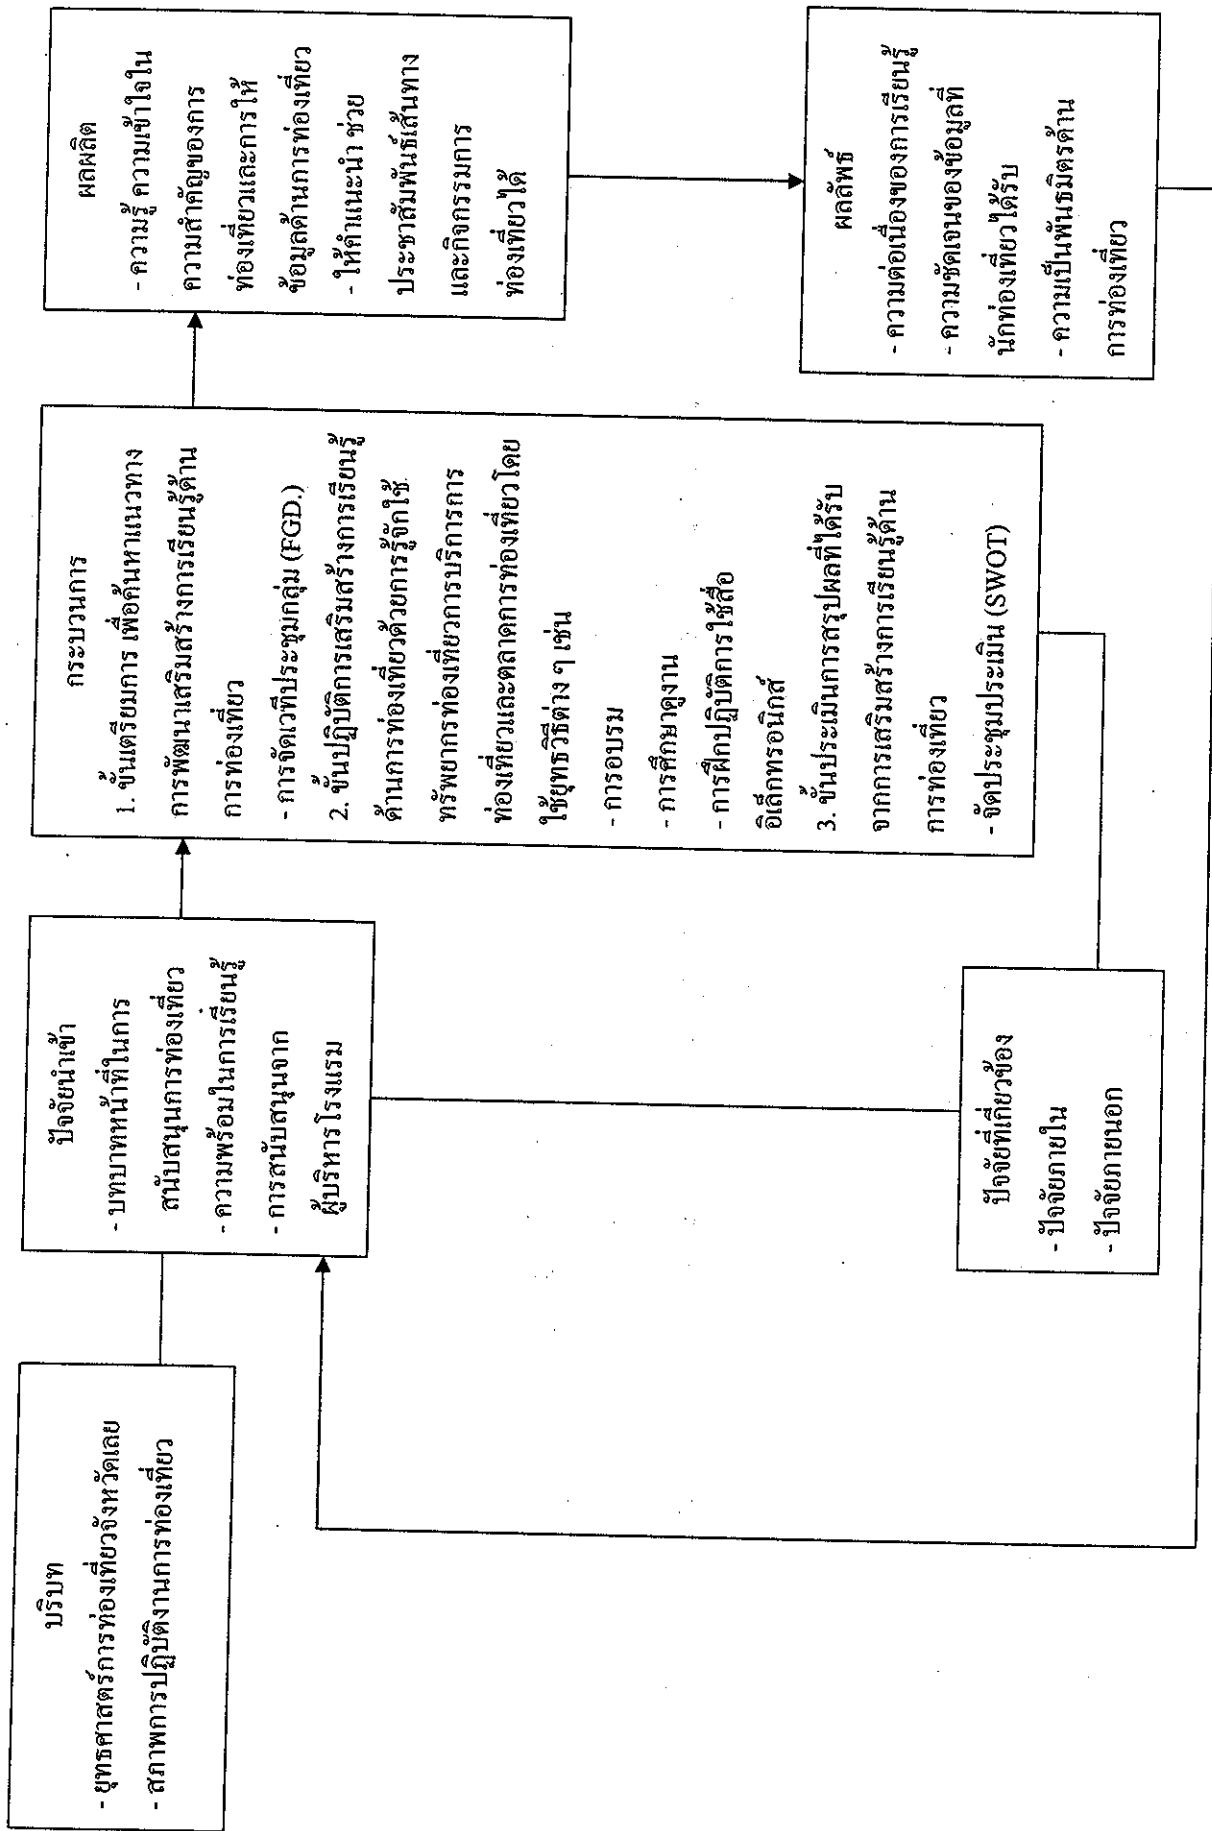 บริบท
- ยุทธศาสตร์การท่องเที่ยวจังหวัดเลย
- สภาพการปฏิบัติงานการท่องเที่ยว
ปัจจัยนำเข้า
- บทบาทหน้าที่ในการ
สนับสนุนการท่องเที่ยว
- ความพร้อมในการเรียนรู้
- การสนับสนุนจาก
ผู้บริหารโรงแรม
กระบวนการ
1. ขั้นเตรียมการ เพื่อค้นหาแนวทาง
การพัฒนาเสริมสร้างการเรียนรู้ด้าน
การท่องเที่ยว
- การจัดเวทีประชุมกลุ่ม (FGD.)
2. ขั้นปฏิบัติการเสริมสร้างการเรียนรู้
ด้านการท่องเที่ยวด้วยการรู้จักใช้
ทรัพยากรท่องเที่ยวการบริการการ
ท่องเที่ยวและตลาดการท่องเที่ยวโดย
ใช้ยุทธวิธีต่าง ๆ เช่น
- การอบรม
- การศึกษาดูงาน
- การฝึกปฏิบัติการใช้สื่อ
อิเล็กทรอนิกส์
3. ขั้นประเมินการสรุปผลที่ได้รับ
จากการเสริมสร้างการเรียนรู้ด้าน
การท่องเที่ยว
- จัดประชุมประเมิน (SWOT)
ผลผลิต
- ความรู้ ความเข้าใจใน
ความสำคัญของการ
ท่องเที่ยวและการให้
ข้อมูลด้านการท่องเที่ยว
- ให้คำแนะนำ ช่วย
ประชาสัมพันธ์เส้นทาง
และกิจกรรมการ
ท่องเที่ยวได้
ปัจจัยที่เกี่ยวข้อง
- ปัจจัยภายใน
- ปัจจัยภายนอก
ผลลัพธ์
- ความต่อเนื่องของการเรียนรู้
- ความชัดเจนของข้อมูลที่
นักท่องเที่ยวได้รับ
- ความเป็นพันธมิตรด้าน
การท่องเที่ยว